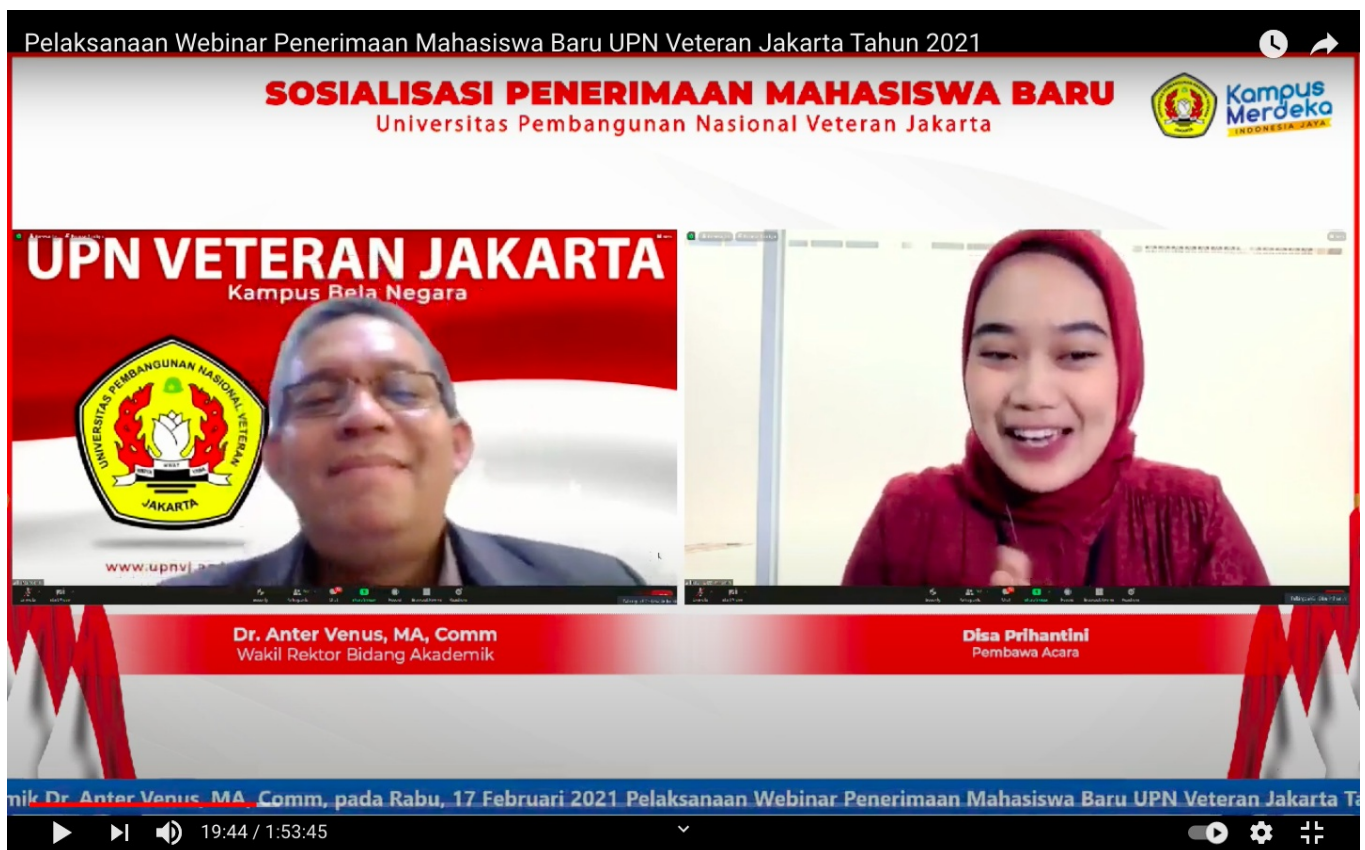 Pelaksanaan Webinar Penerimaan Mahasiswa Baru UPN Veteran Jakarta Tahun 2021
SOSIALISASI PENERIMAAN MAHASISWA BARU
Universitas Pembangunan Nasional Veteran Jakarta
Kampus
Merdeka
INDONESIA JAYA
UPN VETERAN JAKARTA
Kampus Bela Negara
UNIVERSITAS PEMBANGUNAN NASIONAL VETERAN
JAKARTA
www.upnvj.a
Dr. Anter Venus, MA, Comm
Wakil Rektor Bidang Akademik
Disa Prihantini
Pembawa Acara
mik Dr. Anter Venus, MA, Comm, pada Rabu, 17 Februari 2021 Pelaksanaan Webinar Penerimaan Mahasiswa Baru UPN Veteran Jakarta Ta
19:44 / 1:53:45